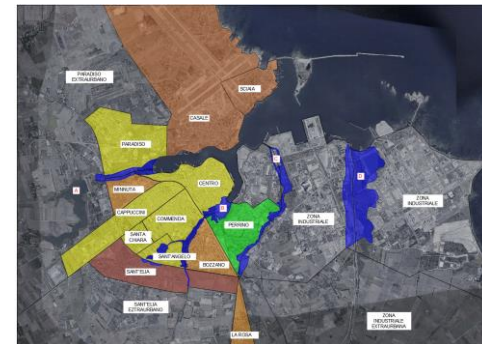 PARADISO
EXTRAURBANO
SCIAIA
CASALE
PARADISO
CENTRO
MINNUTA
CAPPUCCINI
COMMENDA
PERRINO
ZONA
INDUSTRIALE
ZONA
INDUSTRIALE
SANTA
CHIARA
SANT'ANGELO
BOZZANO
SANT'ELIA
SANT'ELIA
EXTRAURBANO
ZONA
INDUSTRIALE
EXTRAURBANA
LA ROSA